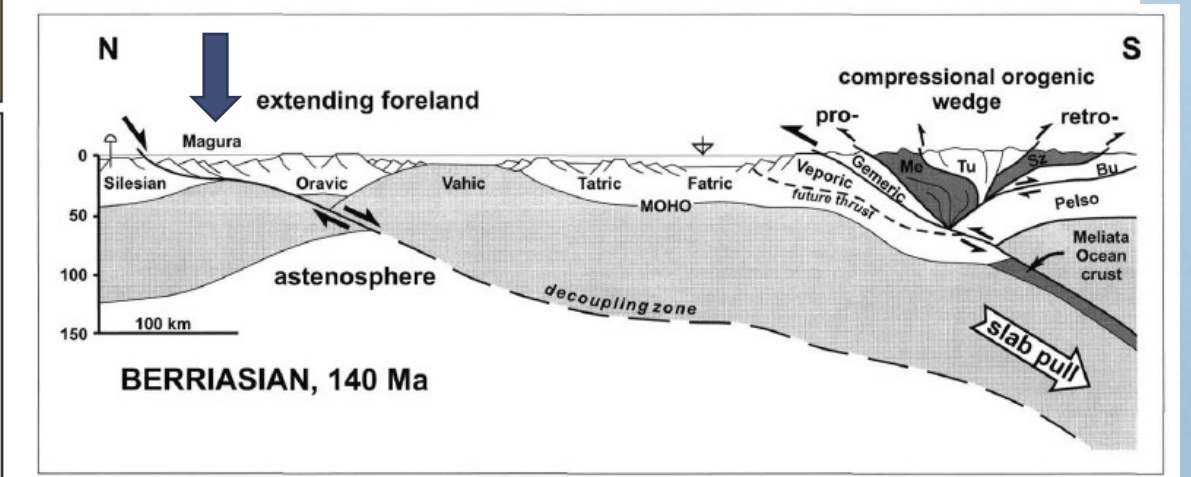 N
S
extending foreland
compressional orogenic
wedge
pro-
retro-
Magura
0
50
100
150
Silesian
Oravic
Vahic
Tatric
Fatric
Veporic
Gemeric
Me
Tu
Sz
Bu
Pelso
future thrust
MOHO
Meliata
Ocean
crust
astenosphere
decoupling zone
slab pull
100 km
BERRIASIAN, 140 Ma